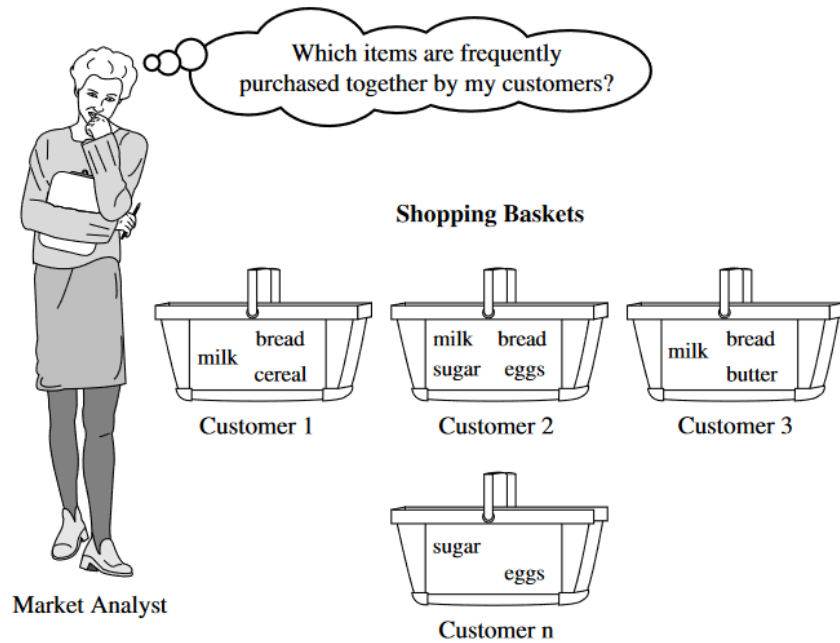 Which items are frequently
purchased together by my customers?
Shopping Baskets
milk
bread
cereal
Customer 1
milk bread
sugar eggs
Customer 2
milk
bread
butter
Customer 3
sugar
eggs
Customer n
Market Analyst